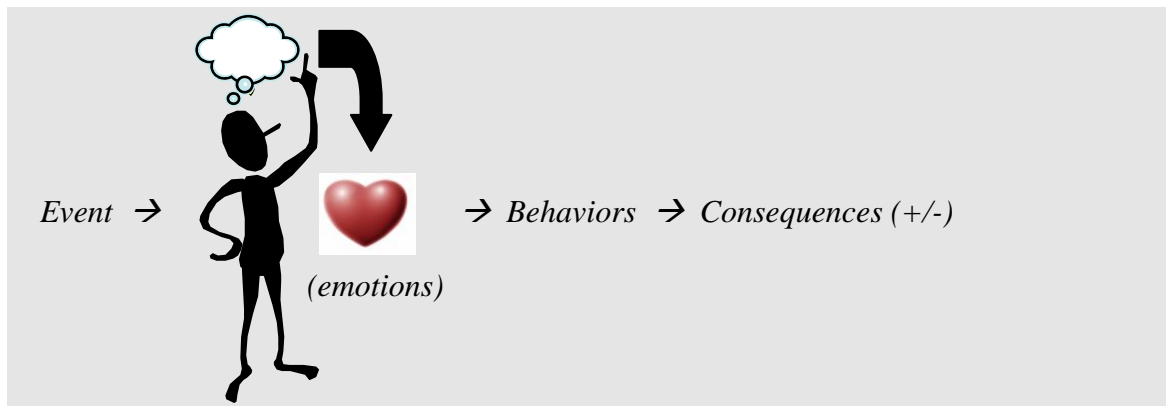 Event → → Behaviors → Consequences (+/-)
(emotions)